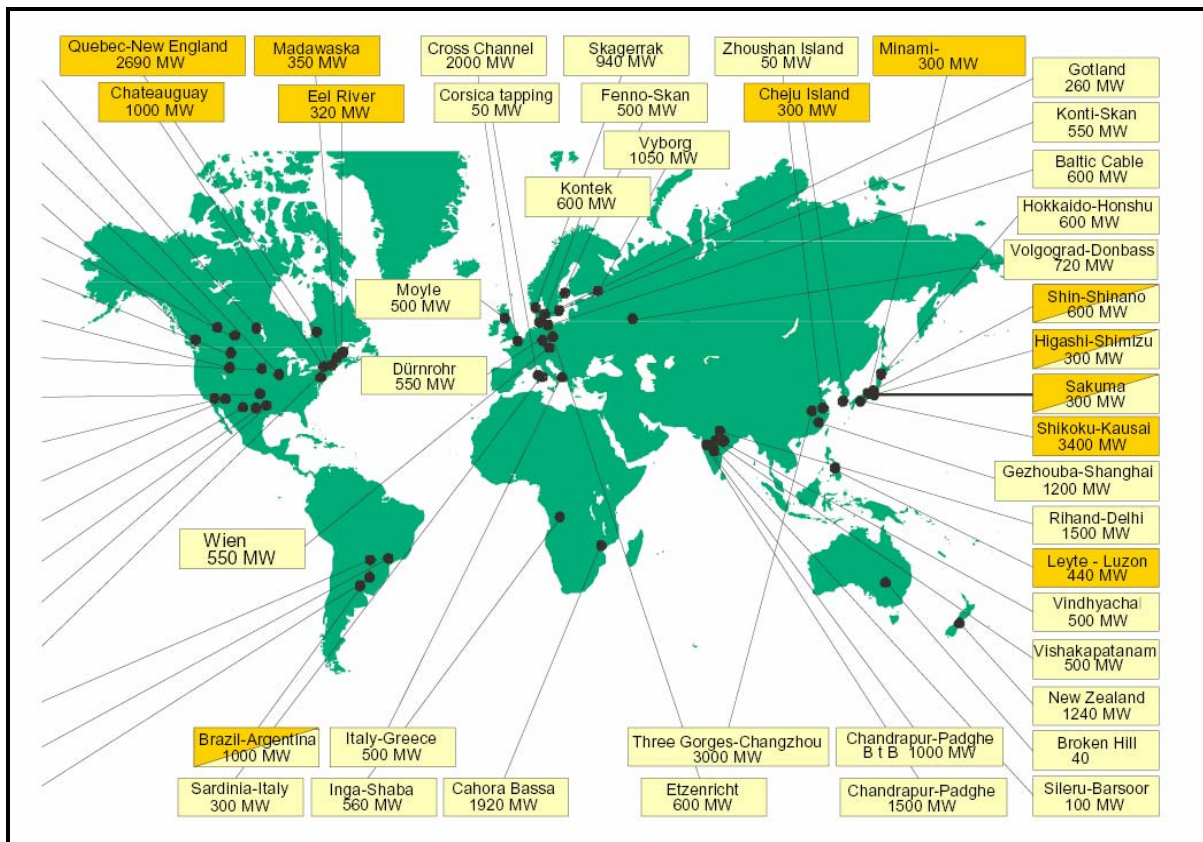 Quebec-New England
2690 MW
Madawaska
350 MW
Cross Channel
2000 MW
Skagerrak
940 MW
Zhoushan Island
50 MW
Minami-
300 MW
Chateauguay
1000 MW
Eel River
320 MW
Corsica tapping
50 MW
Fenno-Skan
500 MW
Cheju Island
300 MW
Gotland
260 MW
Vyborg
1050 MW
Konti-Skan
550 MW
Kontek
600 MW
Baltic Cable
600 MW
Hokkaido-Honshu
600 MW
Volgograd-Donbass
720 MW
Moyle
500 MW
Shin-Shinano
600 MW
Higashi-Shimizu
300 MW
Dürnrohr
550 MW
Sakuma
300 MW
Shikoku-Kausai
3400 MW
Gezhouba-Shanghai
1200 MW
Rihand-Delhi
1500 MW
Wien
550 MW
Leyte - Luzon
440 MW
Vindhyachal
500 MW
Vishakapatanam
500 MW
New Zealand
1240 MW
Brazil-Argentina
1000 MW
Italy-Greece
500 MW
Three Gorges-Changzhou
3000 MW
Chandrapur-Padghe
B t B 1000 MW
Broken Hill
40
Sardinia-Italy
300 MW
Inga-Shaba
560 MW
Cahora Bassa
1920 MW
Etzenricht
600 MW
Chandrapur-Padghe
1500 MW
Sileru-Barsoor
100 MW